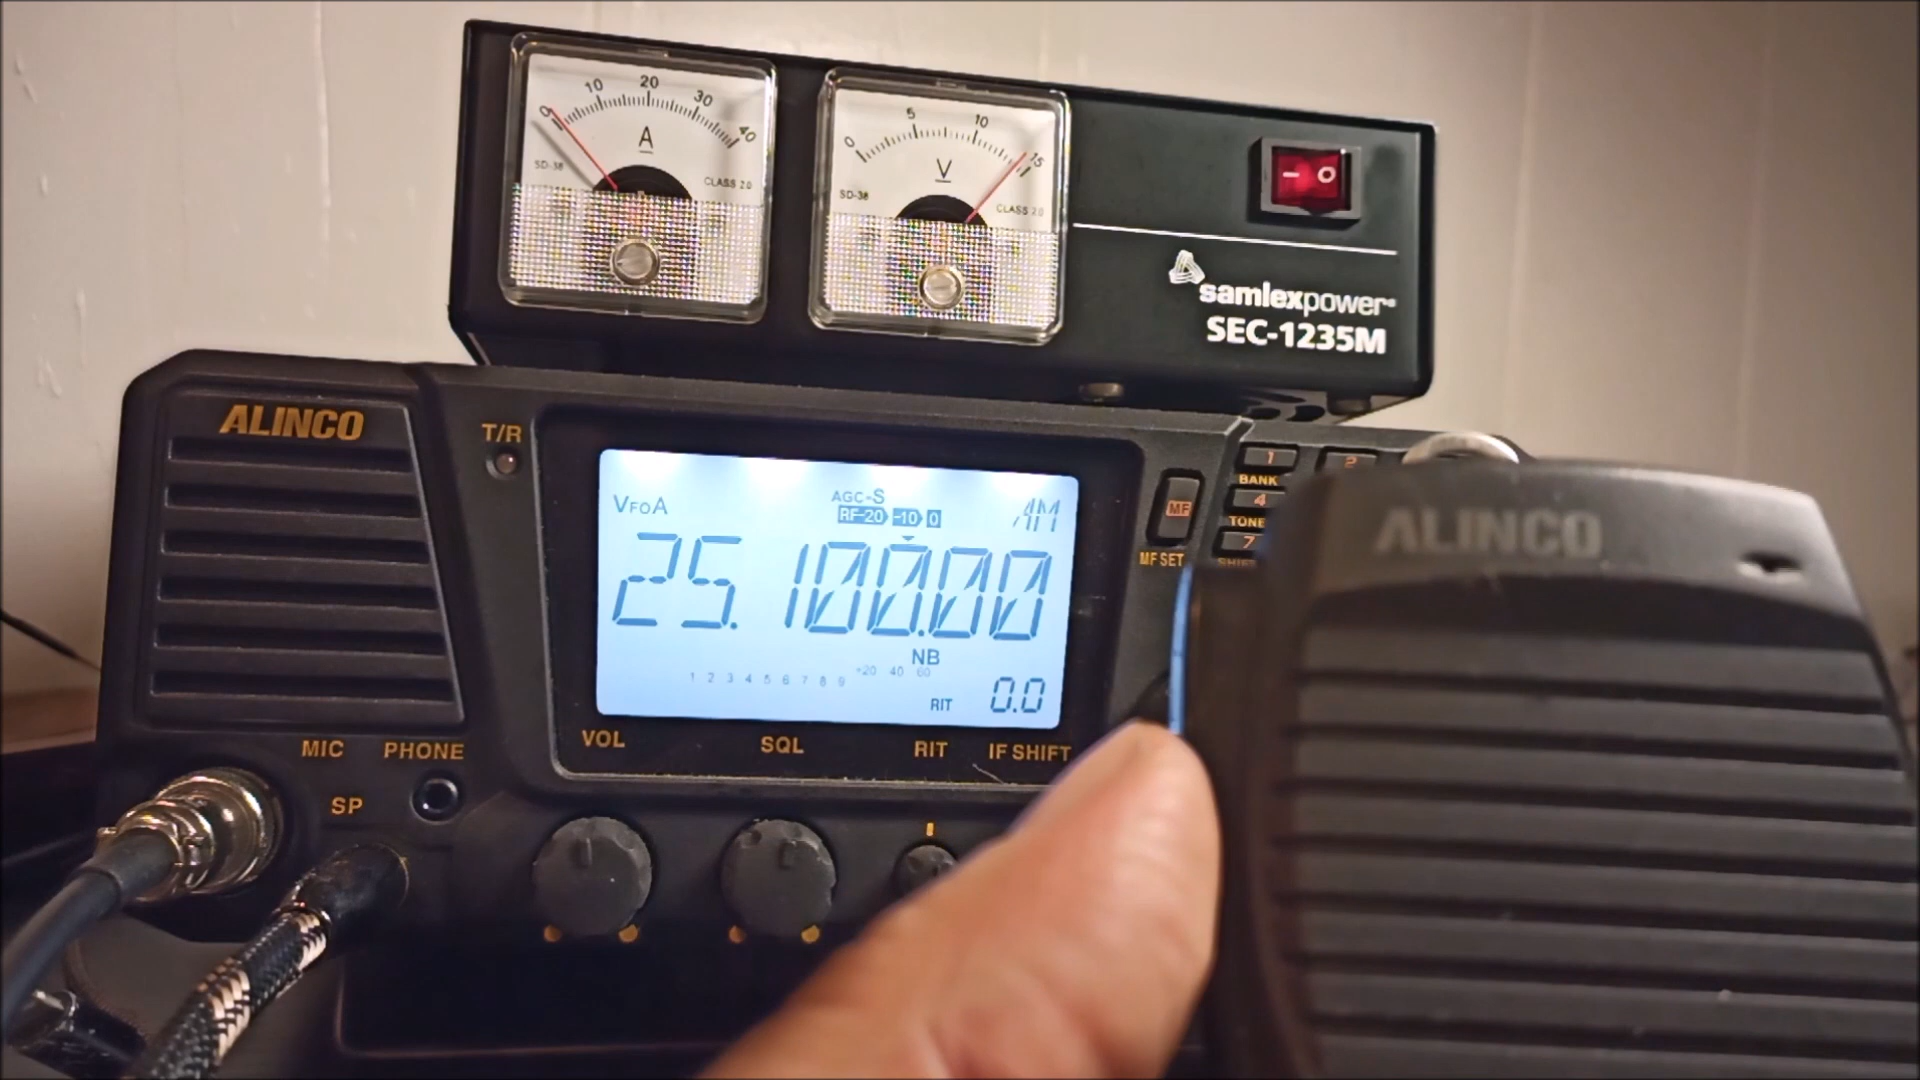 0 10 20 30 40
A
SD-38 CLASS 2.0
0 5 10 15
V
SD-38 CLASS 2.0
– O
samlexpower®
SEC-1235M
ALINCO
T/R
VFOA
AGC-S
RF-20 -10 0
AM
25.100.00
NB
1 2 3 4 5 6 7 8 9 +20 40 60
RIT 0.0
MF
MF SET
1 2
BANK
4
TONE
7
SHIFT
ALINCO
VOL SQL RIT IF SHIFT
MIC PHONE
SP